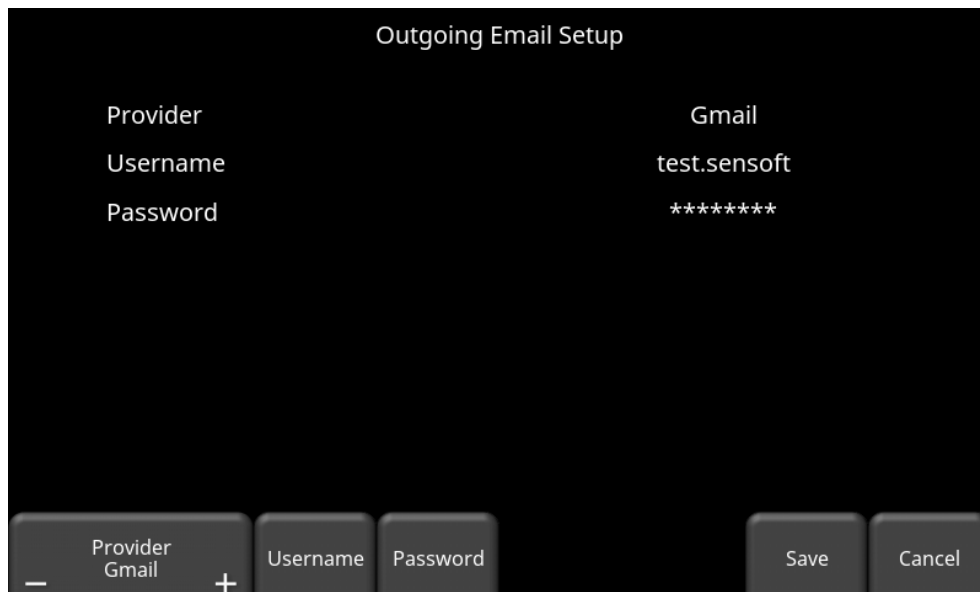 Outgoing Email Setup
Provider Gmail
Username test.sensoft
Password ********
Provider
Gmail
− +
Username
Password
Save
Cancel